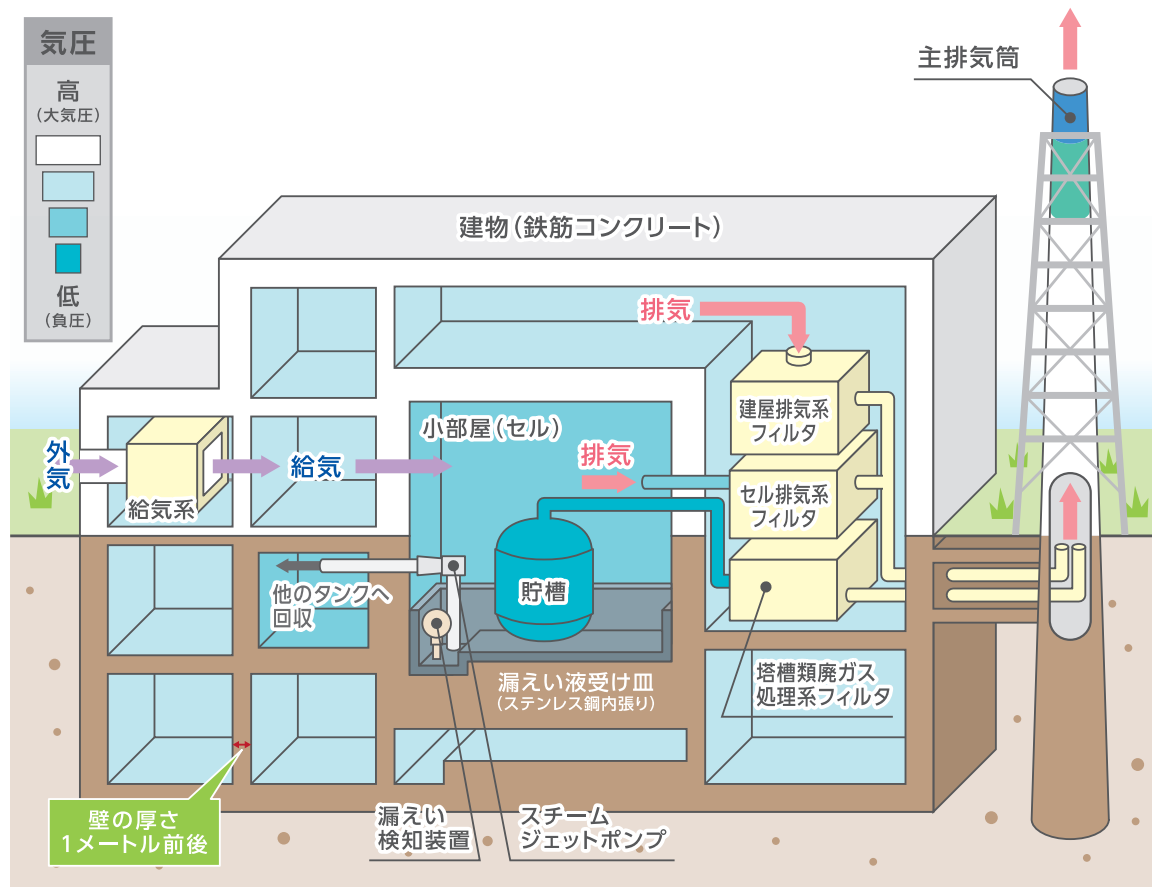 気圧
高
(大気圧)
低
(負圧)
主排気筒
建物(鉄筋コンクリート)
排気
建屋排気系
フィルタ
小部屋(セル)
外気
給気系
給気
排気
セル排気系
フィルタ
貯槽
他のタンクへ
回収
漏えい液受け皿
(ステンレス鋼内張り)
塔槽類廃ガス
処理系フィルタ
壁の厚さ
1メートル前後
漏えい
検知装置
スチーム
ジェットポンプ